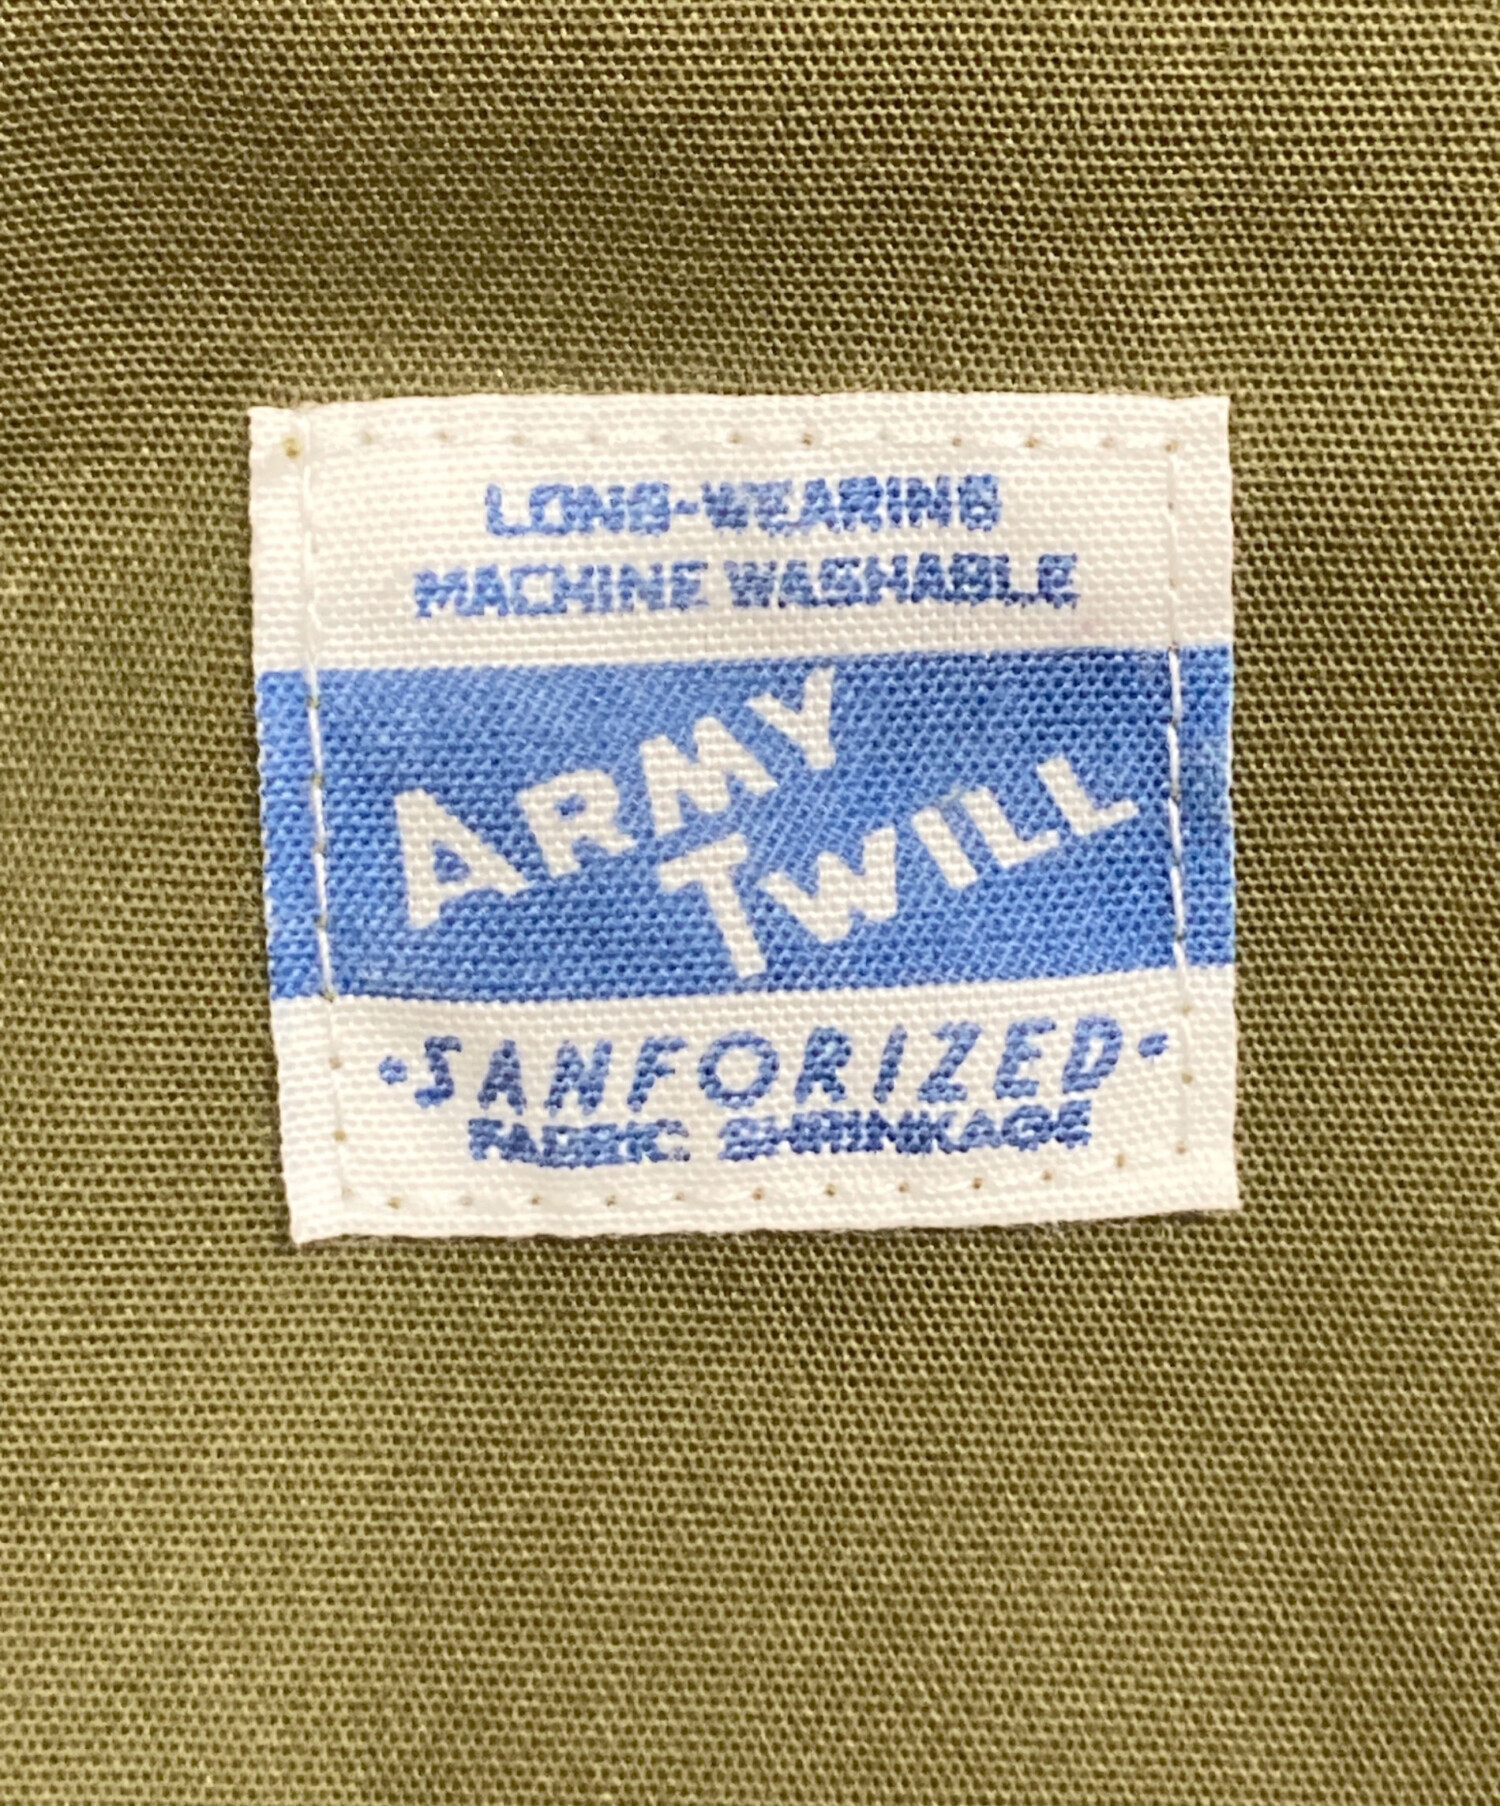 LONG-WEARING
MACHINE WASHABLE
ARMY
TWILL
•SANFORIZED•
FABRIC SHRINKAGE